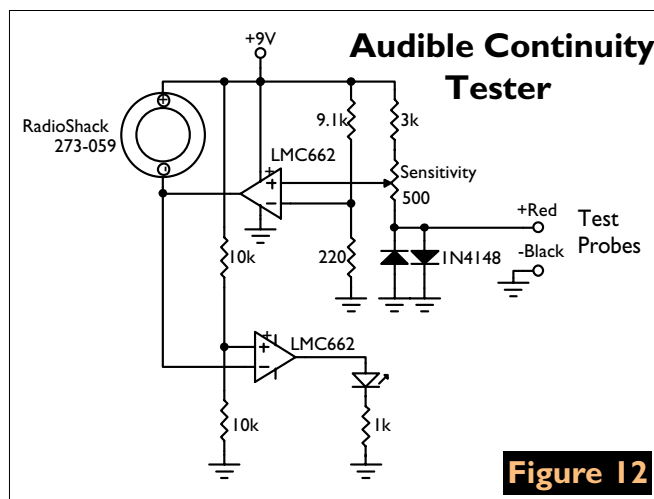 Audible Continuity
Tester
+9V
RadioShack
273-059
+
-
9.1k
3k
LMC662
+
+
−
Sensitivity
500
+Red
Test
Probes
-Black
10k
220
1N4148
LMC662
+
+
−
10k
1k
Figure 12